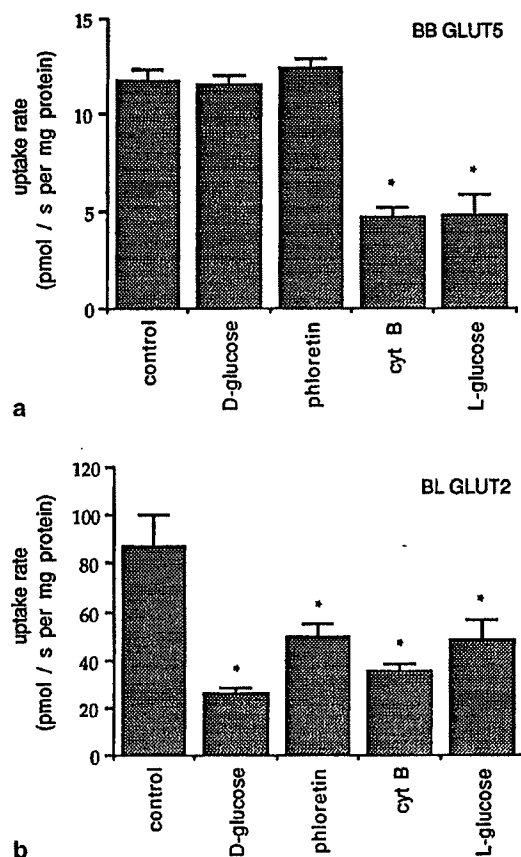 BB GLUT5
uptake rate
(pmol / s per mg protein)
15
10
5
0
*
*
control
D-glucose
phloretin
cyt B
L-glucose
a
BL GLUT2
uptake rate
(pmol / s per mg protein)
120
100
80
60
40
20
0
*
*
*
*
control
D-glucose
phloretin
cyt B
L-glucose
b